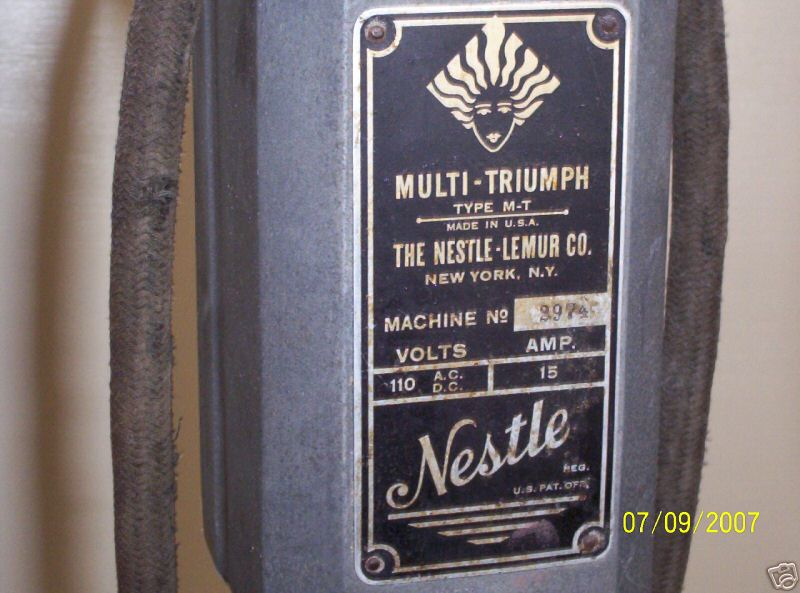 MULTI-TRIUMPH
TYPE M-T
MADE IN U.S.A.
THE NESTLE-LEMUR CO.
NEW YORK, N.Y.
MACHINE Nº 2974
VOLTS AMP.
110 A.C. D.C. 15
Nestle
REG.
U.S. PAT. OFF.
07/09/2007